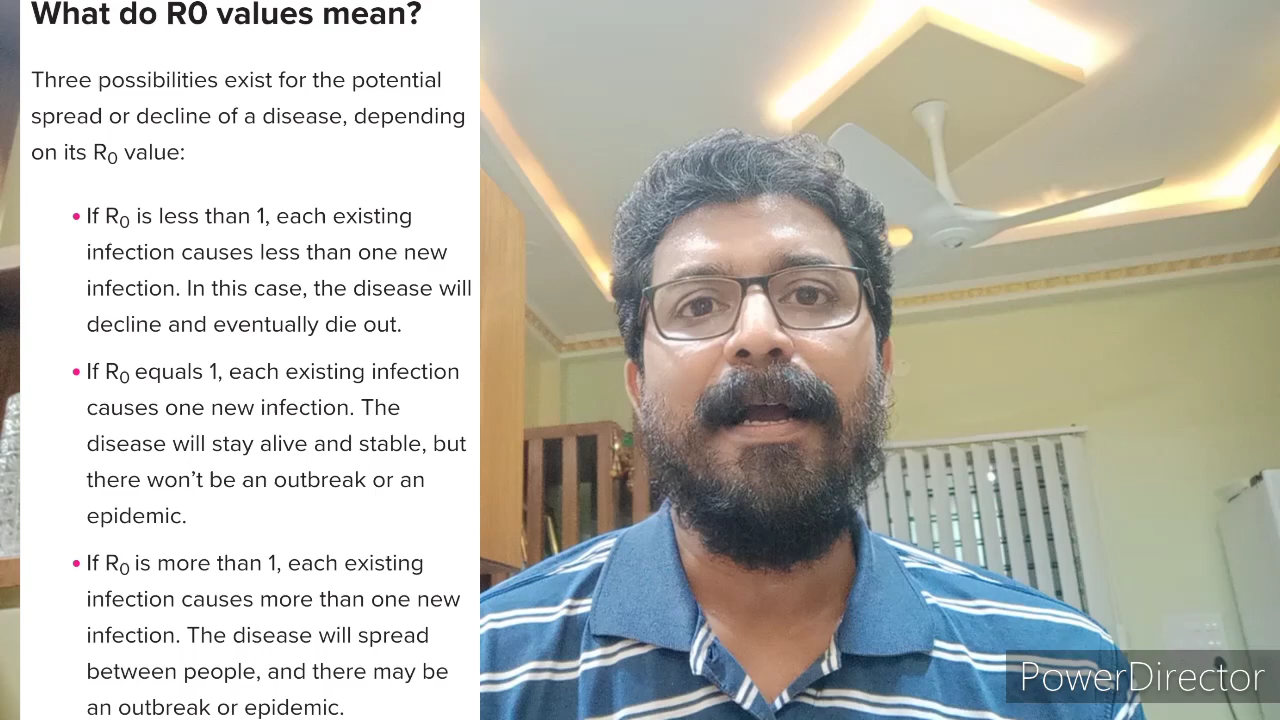 What do R0 values mean?
Three possibilities exist for the potential
spread or decline of a disease, depending
on its R0 value:
• If R0 is less than 1, each existing
infection causes less than one new
infection. In this case, the disease will
decline and eventually die out.
• If R0 equals 1, each existing infection
causes one new infection. The
disease will stay alive and stable, but
there won’t be an outbreak or an
epidemic.
• If R0 is more than 1, each existing
infection causes more than one new
infection. The disease will spread
between people, and there may be
an outbreak or epidemic.
PowerDirector